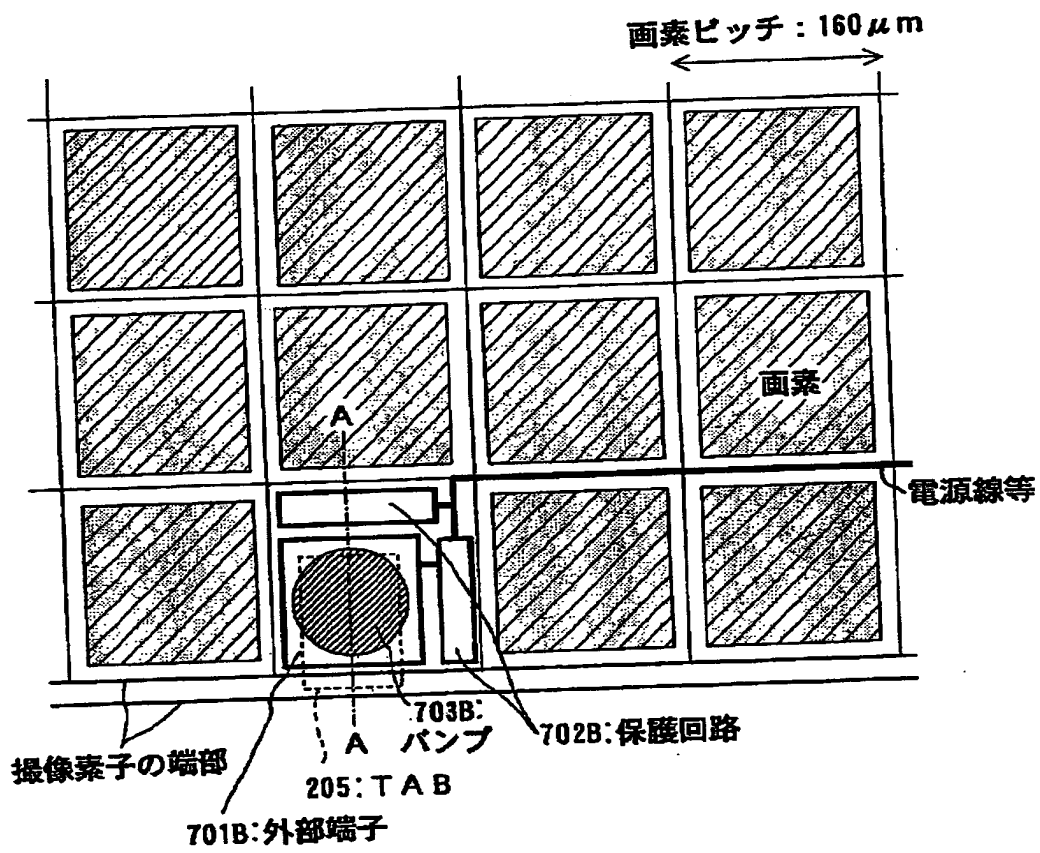 画素ピッチ：160μm
画素
A
電源線等
703B:
バンプ
702B:保護回路
A
撮像素子の端部
205:TAB
701B:外部端子